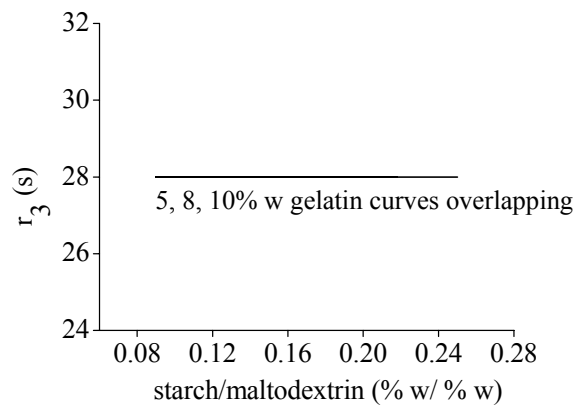 32
30
28
26
24
r3 (s)
5, 8, 10% w gelatin curves overlapping
0.08 0.12 0.16 0.20 0.24 0.28
starch/maltodextrin (% w/ % w)